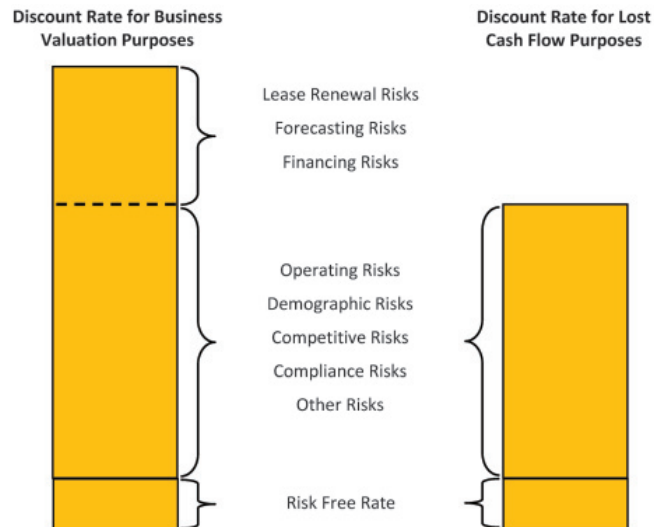 Discount Rate for Business
Valuation Purposes
Discount Rate for Lost
Cash Flow Purposes
Lease Renewal Risks
Forecasting Risks
Financing Risks
Operating Risks
Demographic Risks
Competitive Risks
Compliance Risks
Other Risks
Risk Free Rate